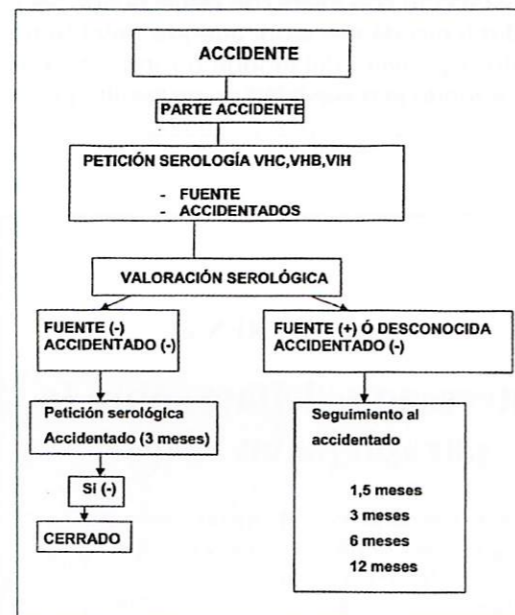 ACCIDENTE
PARTE ACCIDENTE
PETICIÓN SEROLOGÍA VHC,VHB,VIH
- FUENTE
- ACCIDENTADOS
VALORACIÓN SEROLÓGICA
FUENTE (-)
ACCIDENTADO (-)
FUENTE (+) Ó DESCONOCIDA
ACCIDENTADO (-)
Petición serológica
Accidentado (3 meses)
Si (-)
CERRADO
Seguimiento al
accidentado
1,5 meses
3 meses
6 meses
12 meses